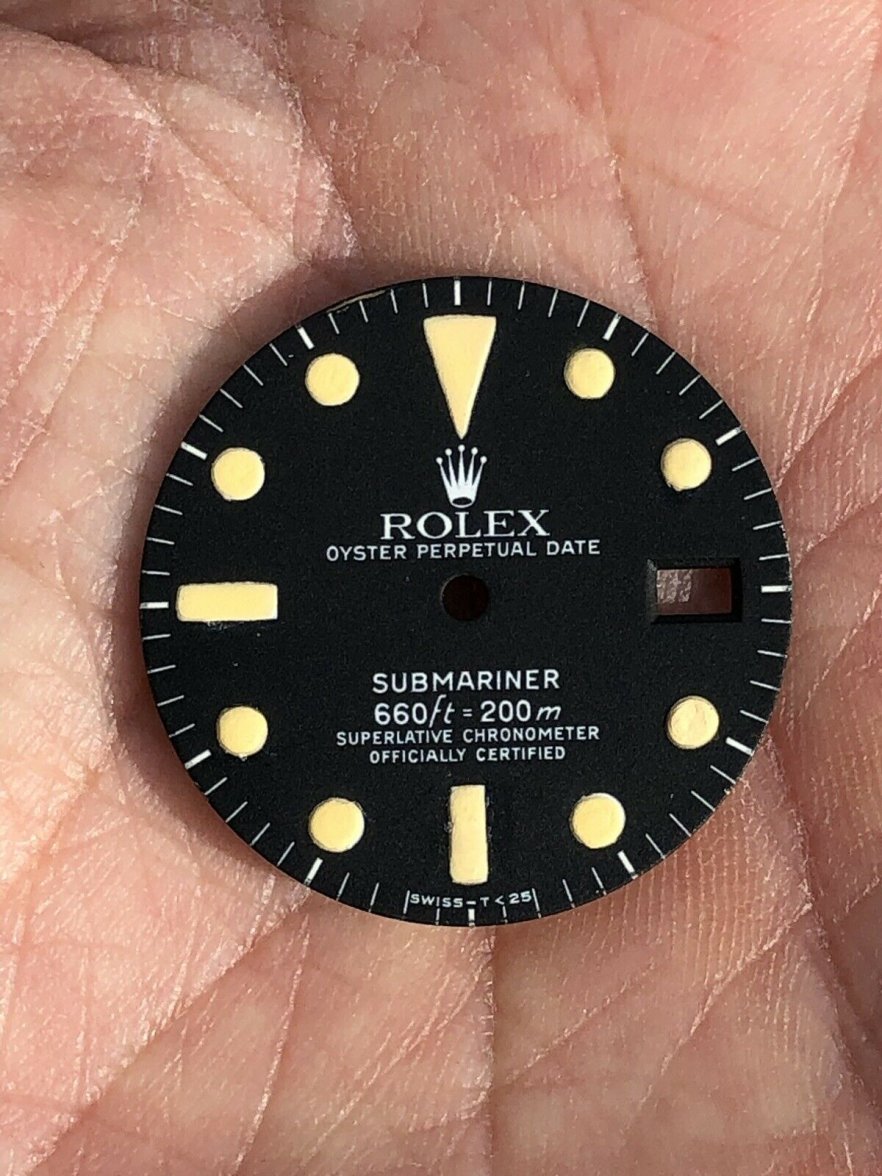 ROLEX
OYSTER PERPETUAL DATE
SUBMARINER
660ft = 200m
SUPERLATIVE CHRONOMETER
OFFICIALLY CERTIFIED
SWISS-T<25